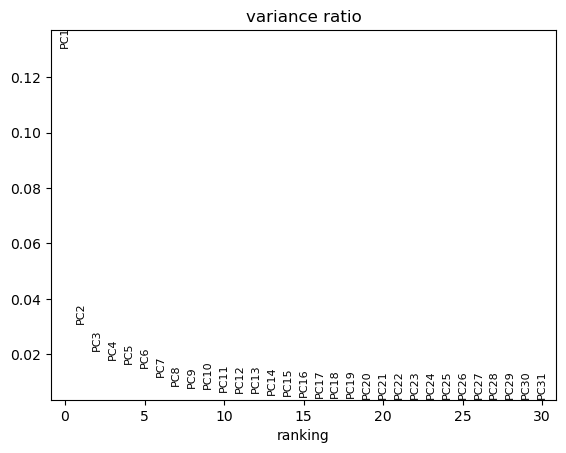 variance ratio
0.12
0.10
0.08
0.06
0.04
0.02
PC1
PC2
PC3
PC4
PC5
PC6
PC7
PC8
PC9
PC10
PC11
PC12
PC13
PC14
PC15
PC16
PC17
PC18
PC19
PC20
PC21
PC22
PC23
PC24
PC25
PC26
PC27
PC28
PC29
PC30
PC31
0 5 10 15 20 25 30
ranking